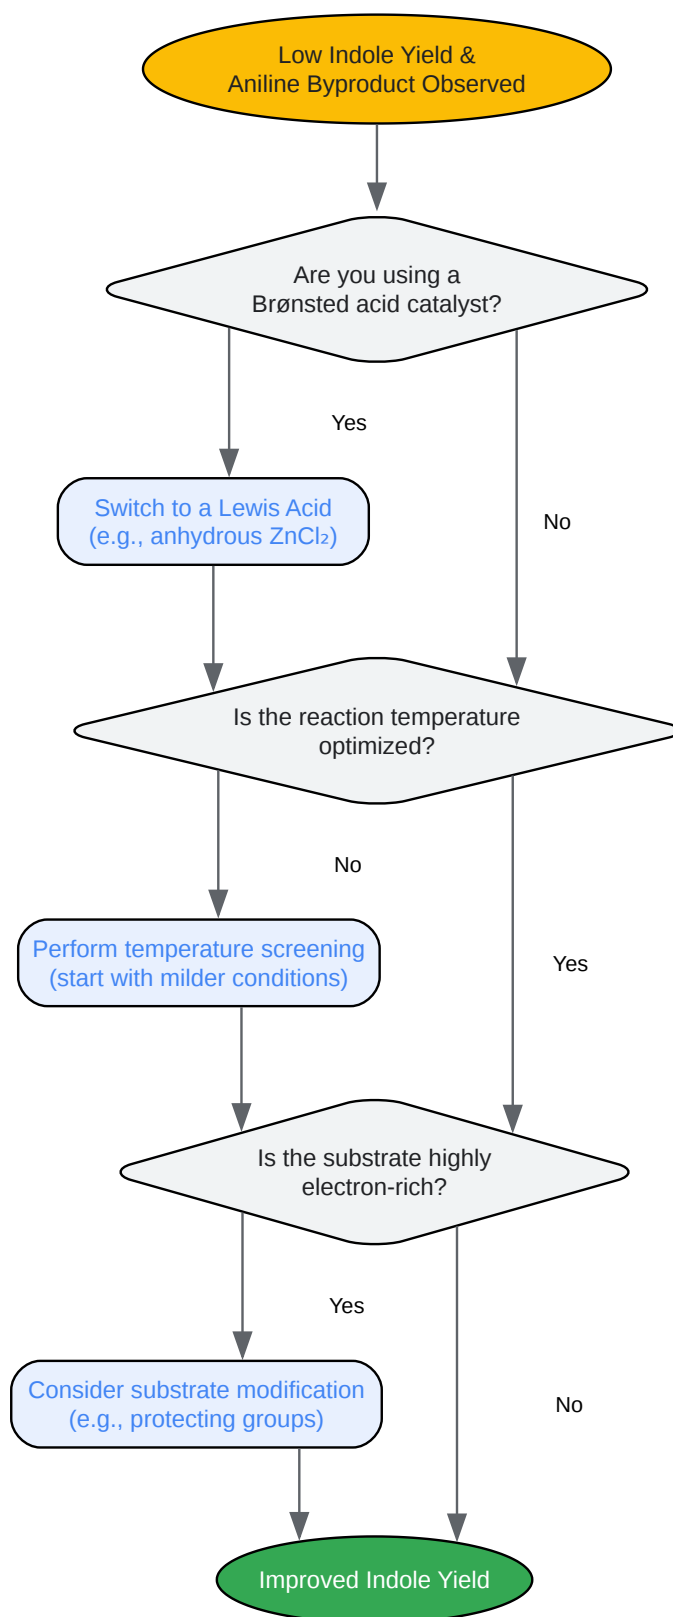 Low Indole Yield &
Aniline Byproduct Observed
Are you using a
Brønsted acid catalyst?
Yes
Switch to a Lewis Acid
(e.g., anhydrous ZnCl₂)
No
Is the reaction temperature
optimized?
No
Perform temperature screening
(start with milder conditions)
Yes
Is the substrate highly
electron-rich?
Yes
Consider substrate modification
(e.g., protecting groups)
No
Improved Indole Yield